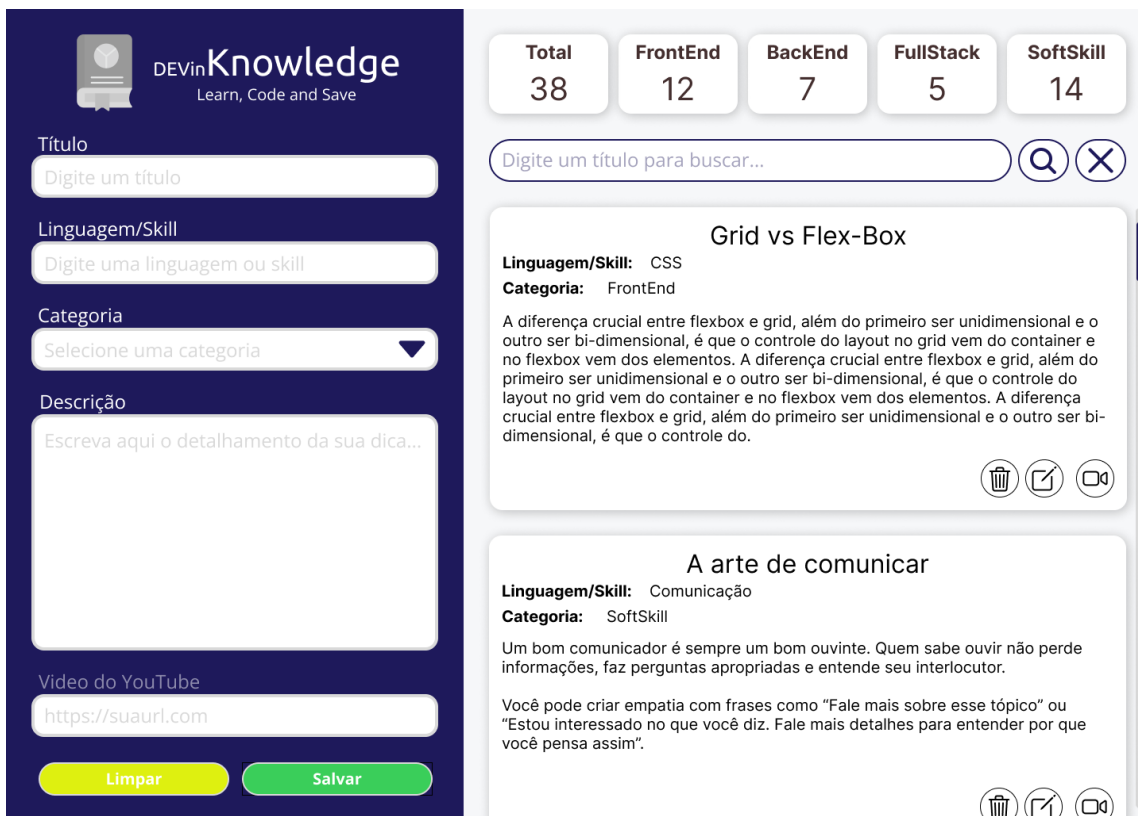 DEVinKnowledge
Learn, Code and Save
Título
Digite um título
Linguagem/Skill
Digite uma linguagem ou skill
Categoria
Selecione uma categoria
Descrição
Escreva aqui o detalhamento da sua dica...
Video do YouTube
https://suaurl.com
Limpar Salvar
Total FrontEnd BackEnd FullStack SoftSkill
38 12 7 5 14
Digite um título para buscar...
Grid vs Flex-Box
Linguagem/Skill: CSS
Categoria: FrontEnd
A diferença crucial entre flexbox e grid, além do primeiro ser unidimensional e o
outro ser bi-dimensional, é que o controle do layout no grid vem do container e
no flexbox vem dos elementos. A diferença crucial entre flexbox e grid, além do
primeiro ser unidimensional e o outro ser bi-dimensional, é que o controle do
layout no grid vem do container e no flexbox vem dos elementos. A diferença
crucial entre flexbox e grid, além do primeiro ser unidimensional e o outro ser bi-
dimensional, é que o controle do.
A arte de comunicar
Linguagem/Skill: Comunicação
Categoria: SoftSkill
Um bom comunicador é sempre um bom ouvinte. Quem sabe ouvir não perde
informações, faz perguntas apropriadas e entende seu interlocutor.
Você pode criar empatia com frases como “Fale mais sobre esse tópico” ou
“Estou interessado no que você diz. Fale mais detalhes para entender por que
você pensa assim”.